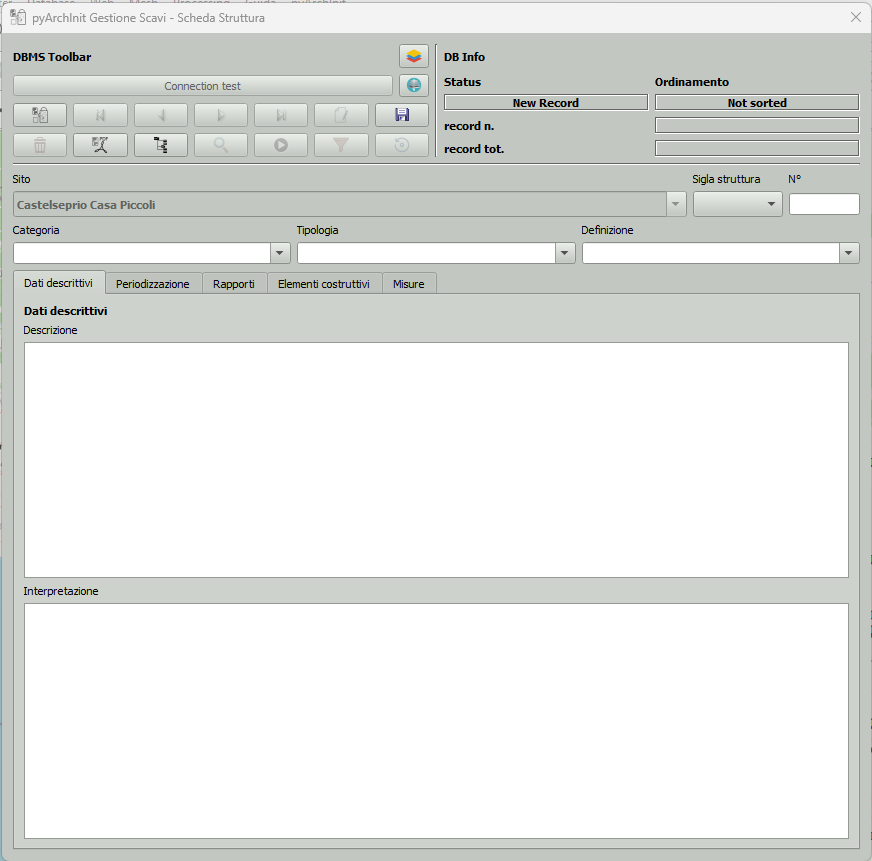 pyArchInit Gestione Scavi - Scheda Struttura
DBMS Toolbar
Connection test
DB Info
Status
Ordinamento
New Record
Not sorted
record n.
record tot.
Sito
Sigla struttura
N°
Castelseprio Casa Piccoli
Categoria
Tipologia
Definizione
Dati descrittivi
Periodizzazione
Rapporti
Elementi costruttivi
Misure
Dati descrittivi
Descrizione
Interpretazione